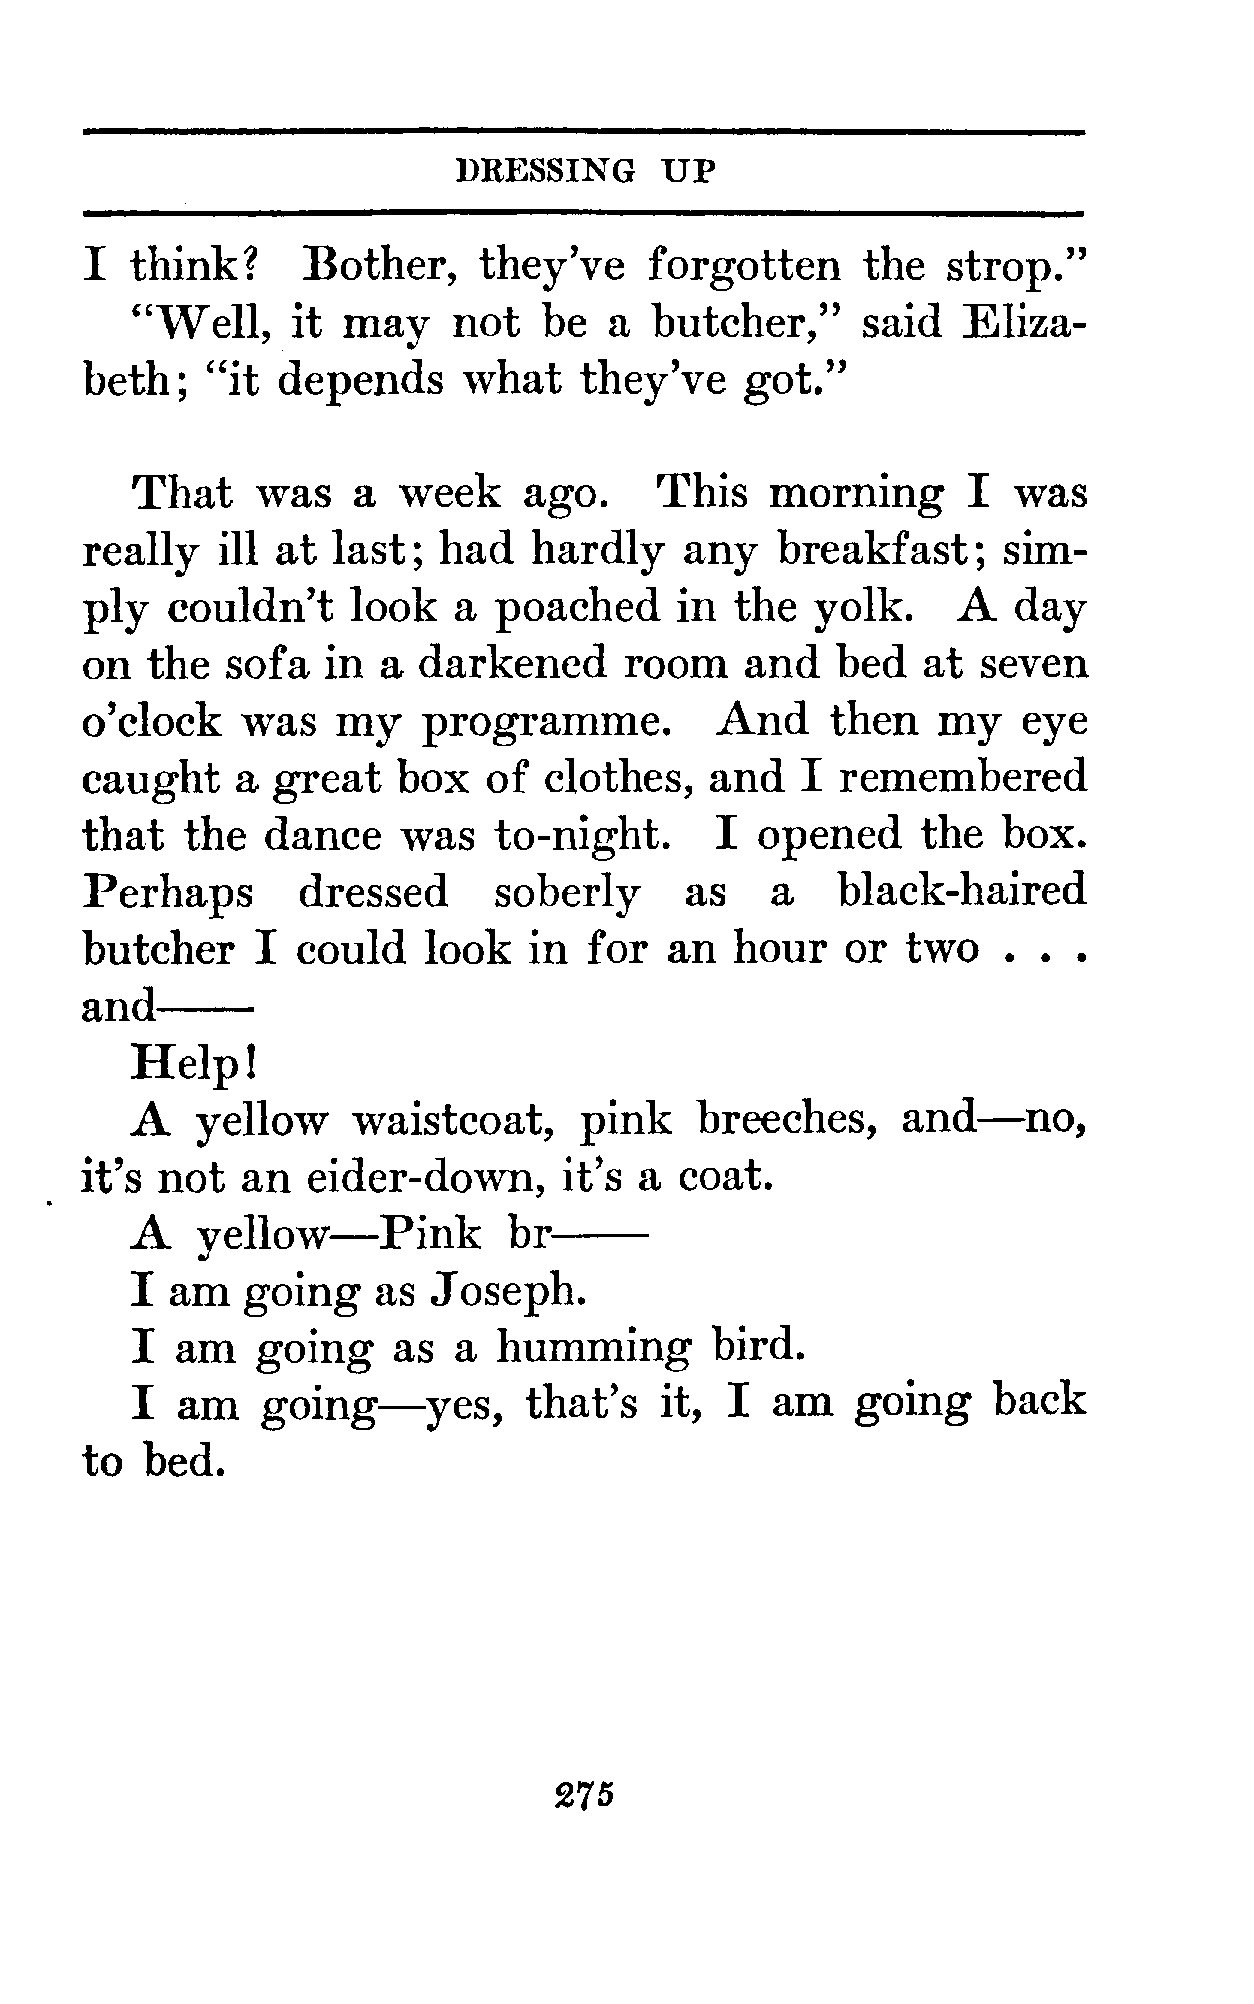 DRESSING UP
I think? Bother, they've forgotten the strop."
"Well, it may not be a butcher," said Eliza-
beth; "it depends what they've got."
That was a week ago. This morning I was
really ill at last; had hardly any breakfast; sim-
ply couldn't look a poached in the yolk. A day
on the sofa in a darkened room and bed at seven
o'clock was my programme. And then my eye
caught a great box of clothes, and I remembered
that the dance was to-night. I opened the box.
Perhaps dressed soberly as a black-haired
butcher I could look in for an hour or two . . .
and——
Help!
A yellow waistcoat, pink breeches, and—no,
it's not an eider-down, it's a coat.
A yellow—Pink br——
I am going as Joseph.
I am going as a humming bird.
I am going—yes, that's it, I am going back
to bed.
275